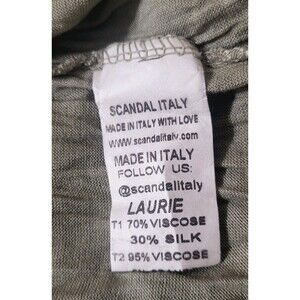 SCANDAL ITALY
MADE IN ITALY WITH LOVE
www.scandalitaly.com
MADE IN ITALY
FOLLOW US:
@scandalitaly
LAURIE
T1 70% VISCOSE
30% SILK
T2 95% VISCOSE